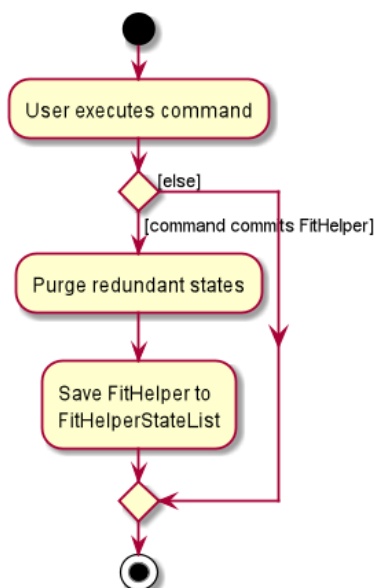 User executes command
[else]
[command commits FitHelper]
Purge redundant states
Save FitHelper to
FitHelperStateList